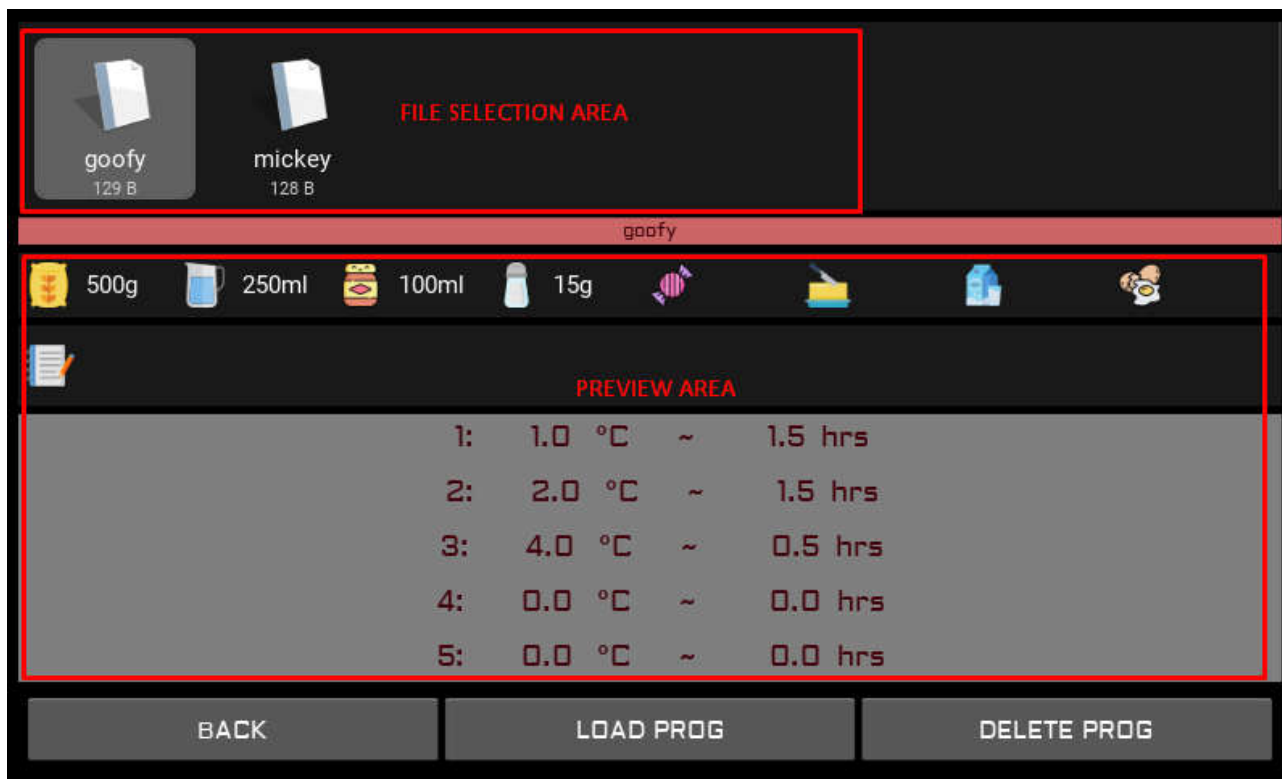 FILE SELECTION AREA
goofy mickey
129 B 128 B
goofy
500g 250ml 100ml 15g
PREVIEW AREA
1: 1.0 °C ~ 1.5 hrs
2: 2.0 °C ~ 1.5 hrs
3: 4.0 °C ~ 0.5 hrs
4: 0.0 °C ~ 0.0 hrs
5: 0.0 °C ~ 0.0 hrs
BACK LOAD PROG DELETE PROG